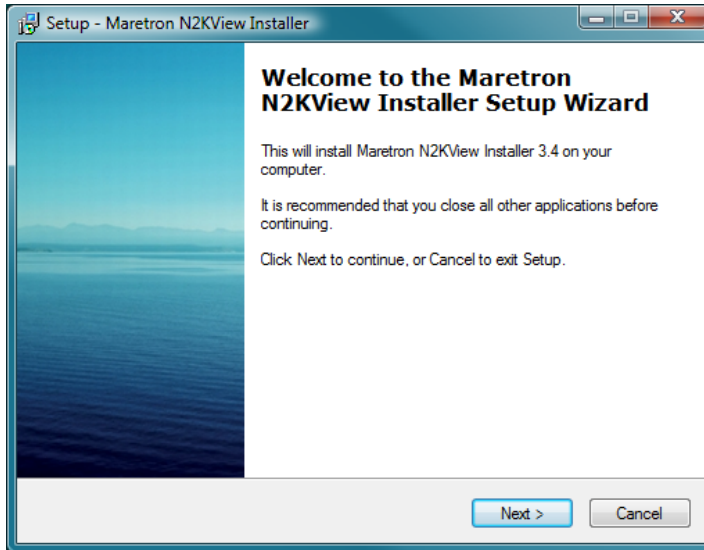 Setup - Maretron N2KView Installer
Welcome to the Maretron
N2KView Installer Setup Wizard
This will install Maretron N2KView Installer 3.4 on your
computer.
It is recommended that you close all other applications before
continuing.
Click Next to continue, or Cancel to exit Setup.
Next >
Cancel